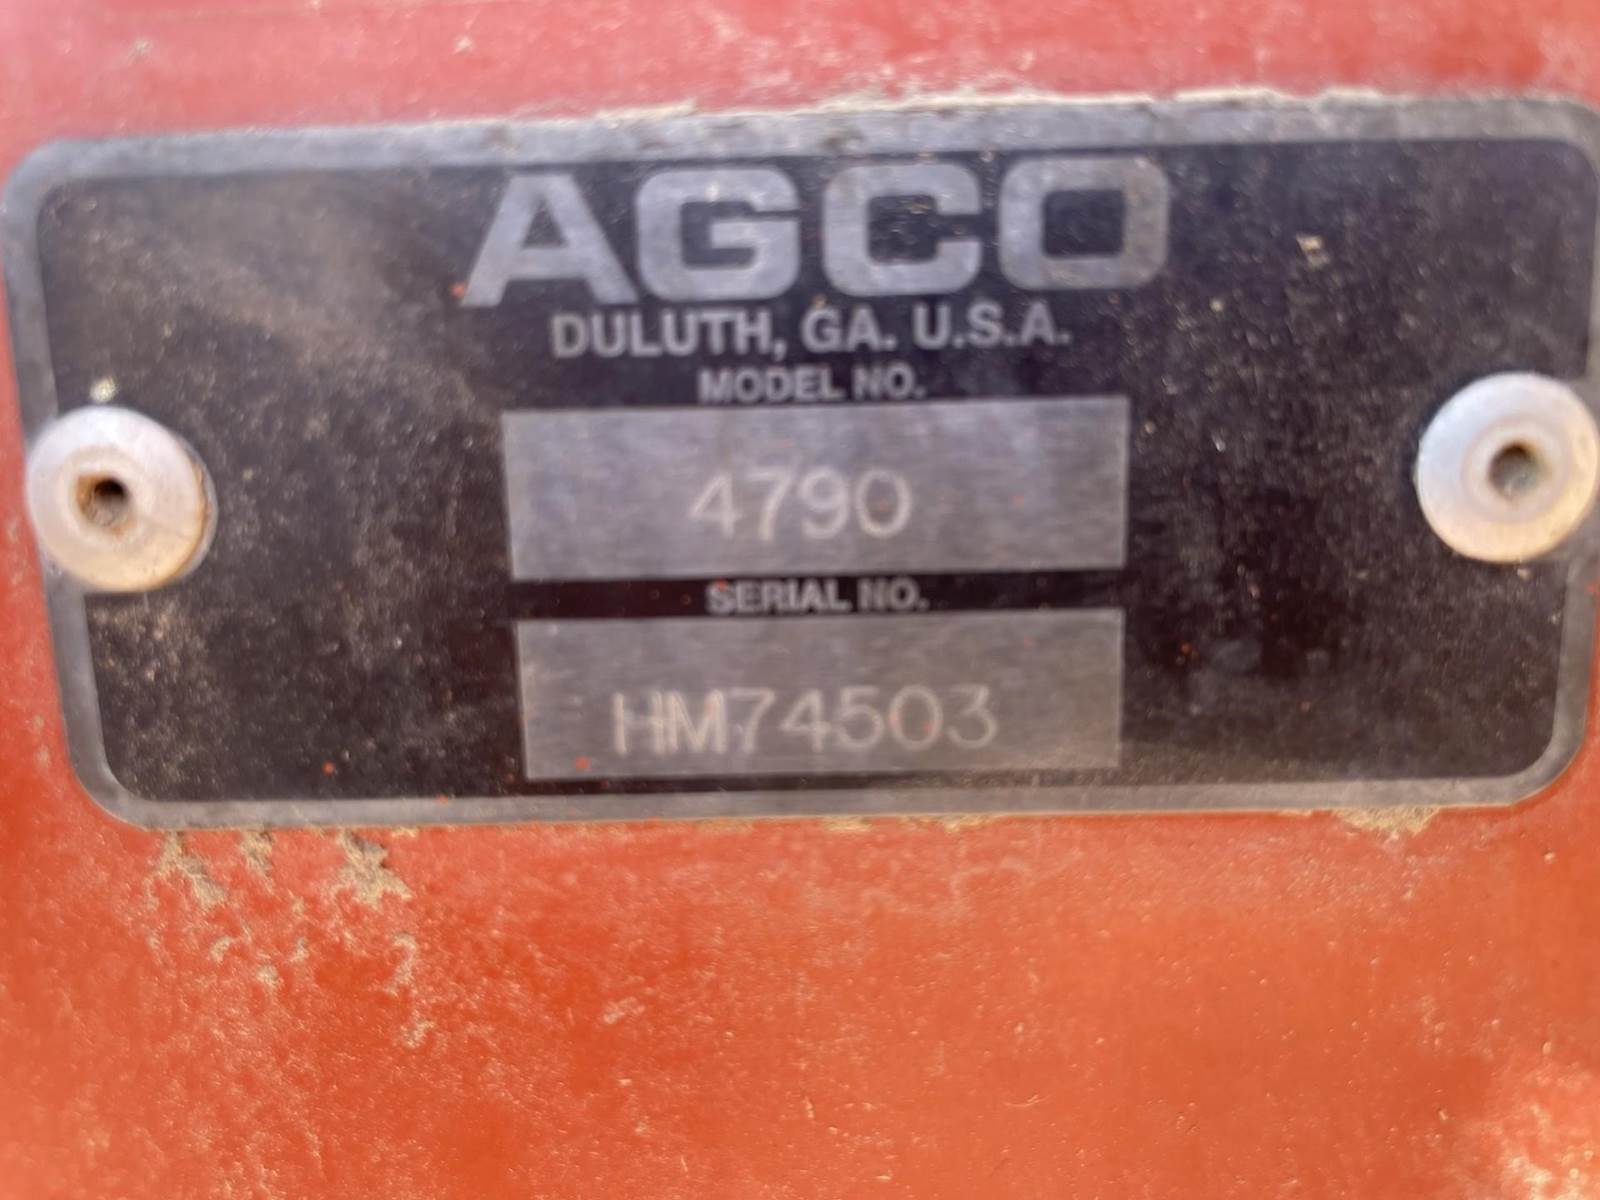 AGCO
DULUTH, GA. U.S.A.
MODEL NO.
4790
SERIAL NO.
HM74503